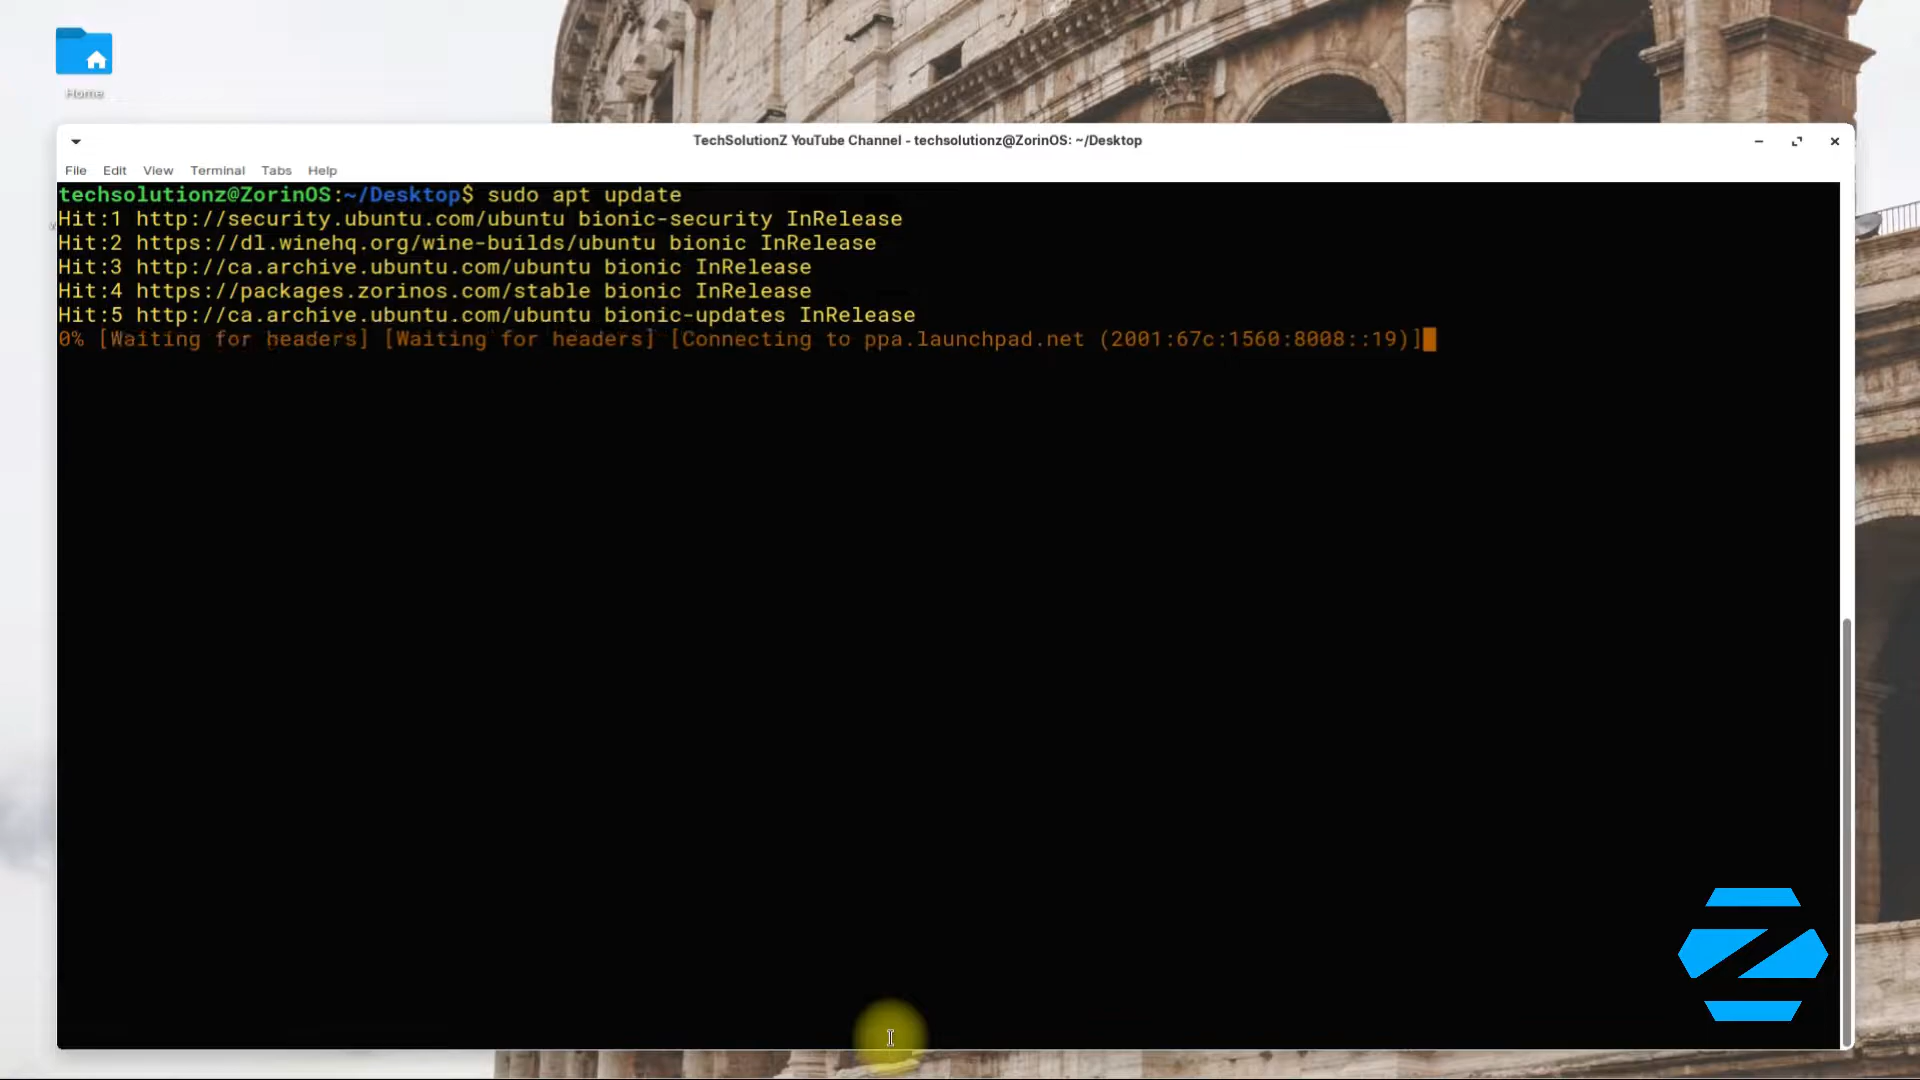 Home
TechSolutionZ YouTube Channel - techsolutionz@ZorinOS: ~/Desktop
File Edit View Terminal Tabs Help
techsolutionz@ZorinOS:~/Desktop$ sudo apt update
Hit:1 http://security.ubuntu.com/ubuntu bionic-security InRelease
Hit:2 https://dl.winehq.org/wine-builds/ubuntu bionic InRelease
Hit:3 http://ca.archive.ubuntu.com/ubuntu bionic InRelease
Hit:4 https://packages.zorinos.com/stable bionic InRelease
Hit:5 http://ca.archive.ubuntu.com/ubuntu bionic-updates InRelease
0% [Waiting for headers] [Waiting for headers] [Connecting to ppa.launchpad.net (2001:67c:1560:8008::19)]